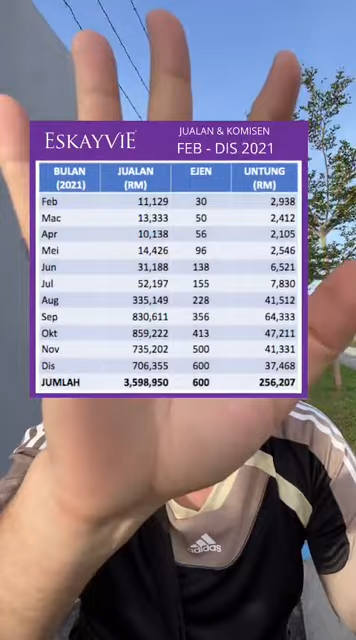 ESKAYVIE
JUALAN & KOMISEN
FEB - DIS 2021
BULAN (2021) JUALAN (RM) EJEN UNTUNG (RM)
Feb 11,129 30 2,938
Mac 13,333 50 2,412
Apr 10,138 56 2,105
Mei 14,426 96 2,546
Jun 31,188 138 6,521
Jul 52,197 155 7,830
Aug 335,149 228 41,512
Sep 830,611 356 64,333
Okt 859,222 413 47,211
Nov 735,202 500 41,331
Dis 706,355 600 37,468
JUMLAH 3,598,950 600 256,207
adidas